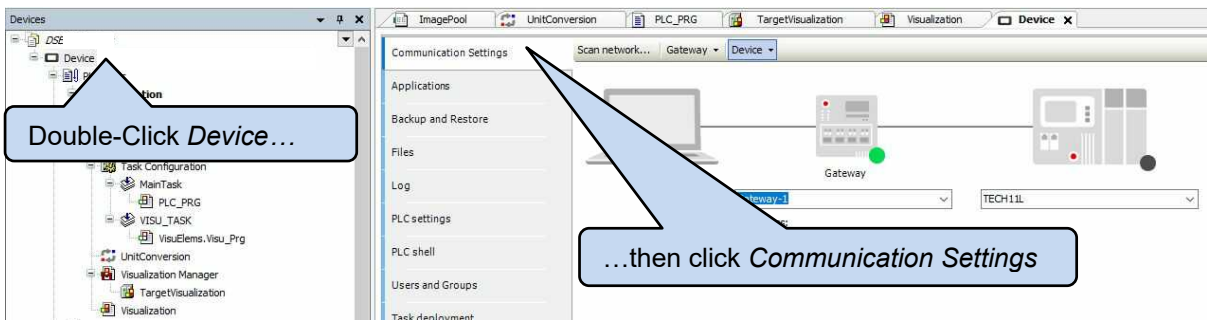 Devices
DSE
Device
Double-Click Device…
Task Configuration
MainTask
PLC_PRG
VISU_TASK
VisuElems.Visu_Prg
UnitConversion
Visualization Manager
TargetVisualization
Visualization
ImagePool UnitConversion PLC_PRG TargetVisualization Visualization Device
Communication Settings
Scan network... Gateway Device
Applications
Backup and Restore
Files
Log
PLC settings
PLC shell
Users and Groups
Task deployment
Gateway
TECH11L
…then click Communication Settings